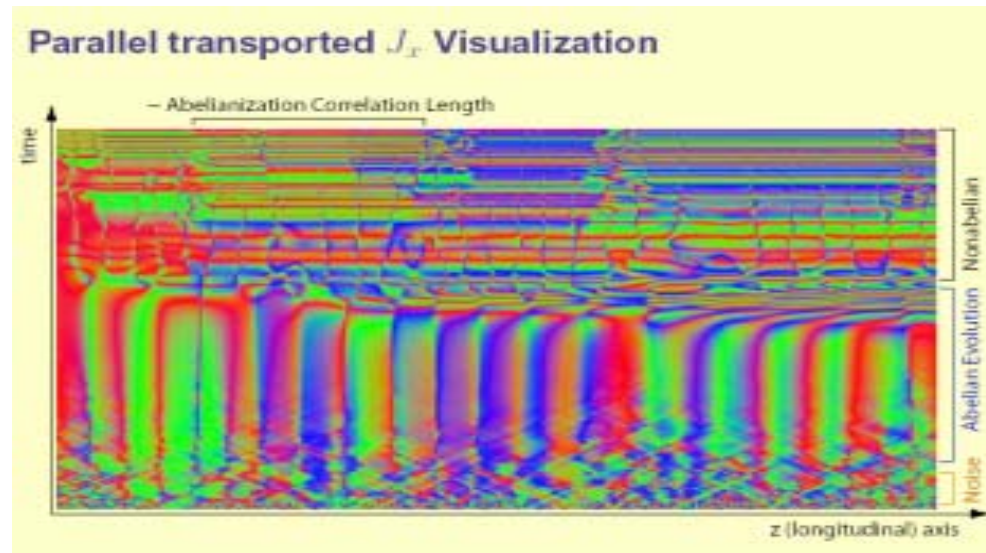 Parallel transported Jₓ Visualization
~ Abelianization Correlation Length
time
Nonabelian
Abelian Evolution
Noise
z (longitudinal) axis